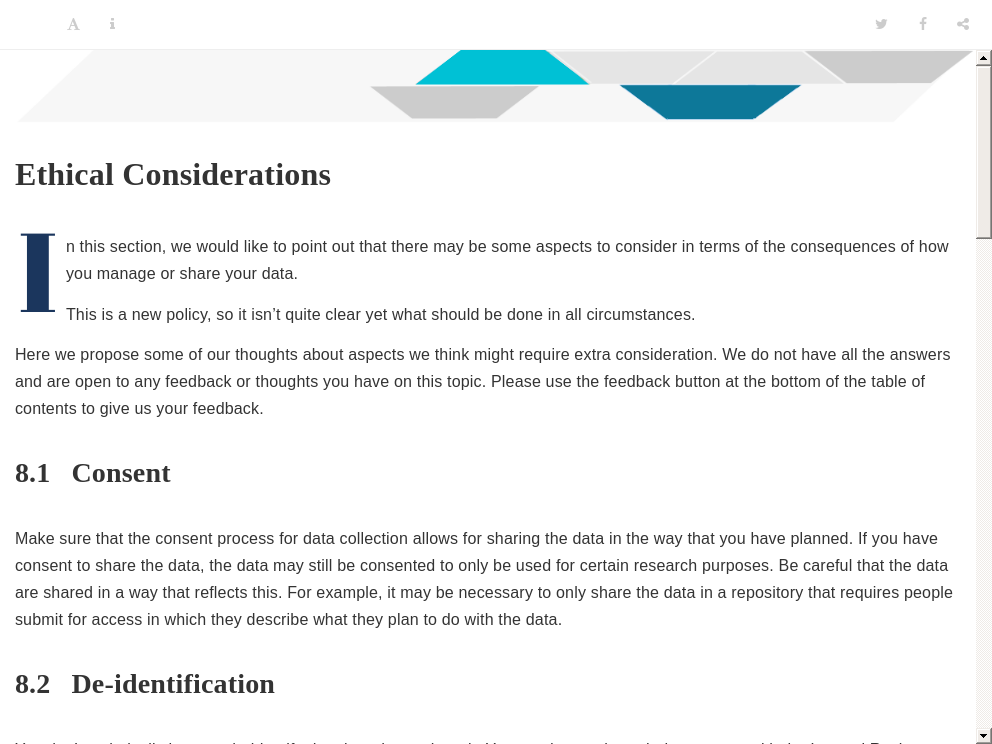 Ethical Considerations
In this section, we would like to point out that there may be some aspects to consider in terms of the consequences of how
you manage or share your data.
This is a new policy, so it isn’t quite clear yet what should be done in all circumstances.
Here we propose some of our thoughts about aspects we think might require extra consideration. We do not have all the answers
and are open to any feedback or thoughts you have on this topic. Please use the feedback button at the bottom of the table of
contents to give us your feedback.
8.1 Consent
Make sure that the consent process for data collection allows for sharing the data in the way that you have planned. If you have
consent to share the data, the data may still be consented to only be used for certain research purposes. Be careful that the data
are shared in a way that reflects this. For example, it may be necessary to only share the data in a repository that requires people
submit for access in which they describe what they plan to do with the data.
8.2 De-identification